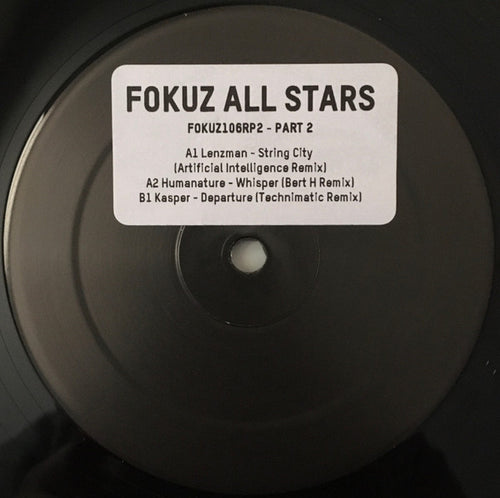 FOKUZ ALL STARS
FOKUZ106RP2 - PART 2
A1 Lenzman - String City
(Artificial Intelligence Remix)
A2 Humanature - Whisper (Bert H Remix)
B1 Kasper - Departure (Technimatic Remix)